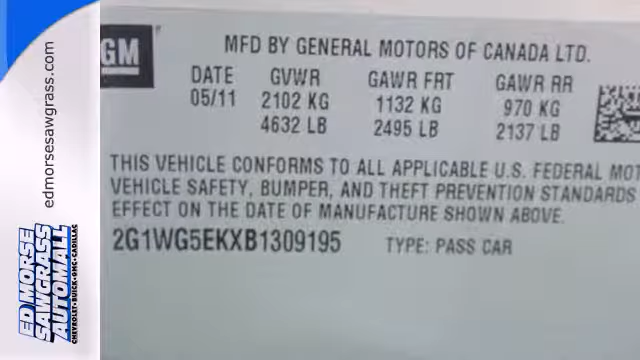 GM
MFD BY GENERAL MOTORS OF CANADA LTD.
DATE GVWR GAWR FRT GAWR RR
05/11 2102 KG 1132 KG 970 KG
4632 LB 2495 LB 2137 LB
THIS VEHICLE CONFORMS TO ALL APPLICABLE U.S. FEDERAL MOT
VEHICLE SAFETY, BUMPER, AND THEFT PREVENTION STANDARDS
EFFECT ON THE DATE OF MANUFACTURE SHOWN ABOVE.
2G1WG5EKXB1309195 TYPE: PASS CAR
edmorsesawgrass.com
ED MORSE
SAWGRASS
AUTOMALL
CHEVROLET•BUICK•GMC•CADILLAC